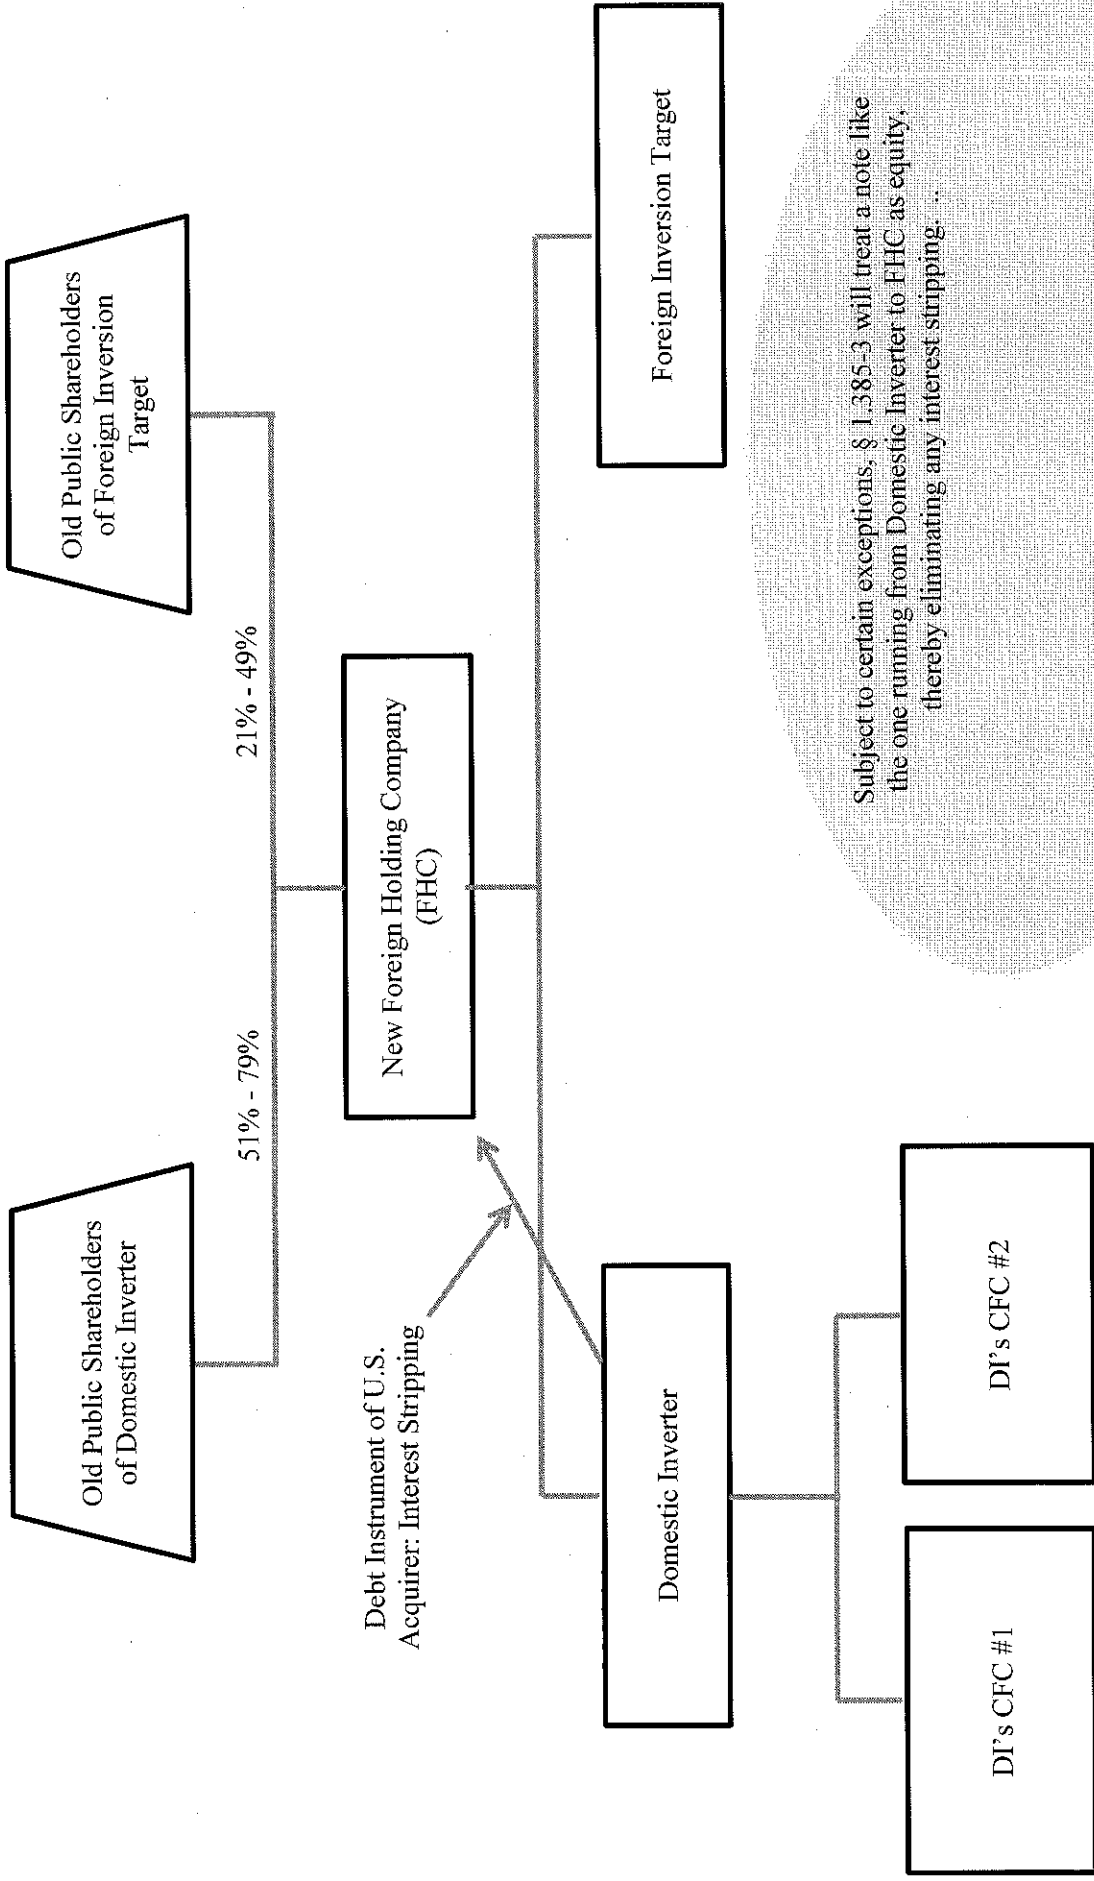 Old Public Shareholders
of Domestic Inverter
Old Public Shareholders
of Foreign Inversion
Target
51% - 79%
21% - 49%
New Foreign Holding Company
(FHC)
Debt Instrument of U.S.
Acquirer: Interest Stripping
Domestic Inverter
Foreign Inversion Target
DI's CFC #1
DI's CFC #2
Subject to certain exceptions, § 1.385-3 will treat a note like
the one running from Domestic Inverter to FHC as equity,
thereby eliminating any interest stripping. ..